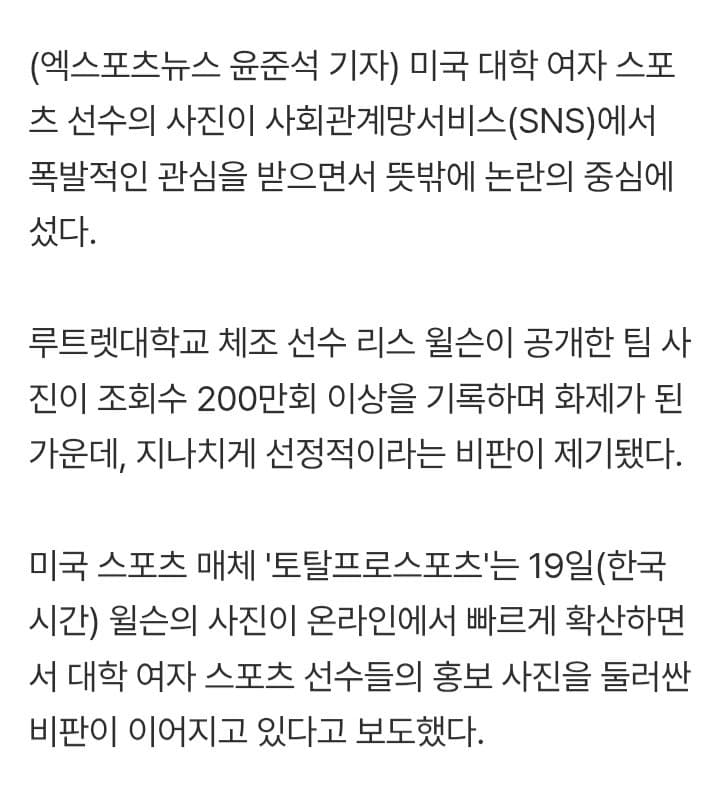 (엑스포츠뉴스 윤준석 기자) 미국 대학 여자 스포
츠 선수의 사진이 사회관계망서비스(SNS)에서
폭발적인 관심을 받으면서 뜻밖에 논란의 중심에
섰다.
루트렛대학교 체조 선수 리스 윌슨이 공개한 팀 사
진이 조회수 200만회 이상을 기록하며 화제가 된
가운데, 지나치게 선정적이라는 비판이 제기됐다.
미국 스포츠 매체 '토탈프로스포츠'는 19일(한국
시간) 윌슨의 사진이 온라인에서 빠르게 확산하면
서 대학 여자 스포츠 선수들의 홍보 사진을 둘러싼
비판이 이어지고 있다고 보도했다.